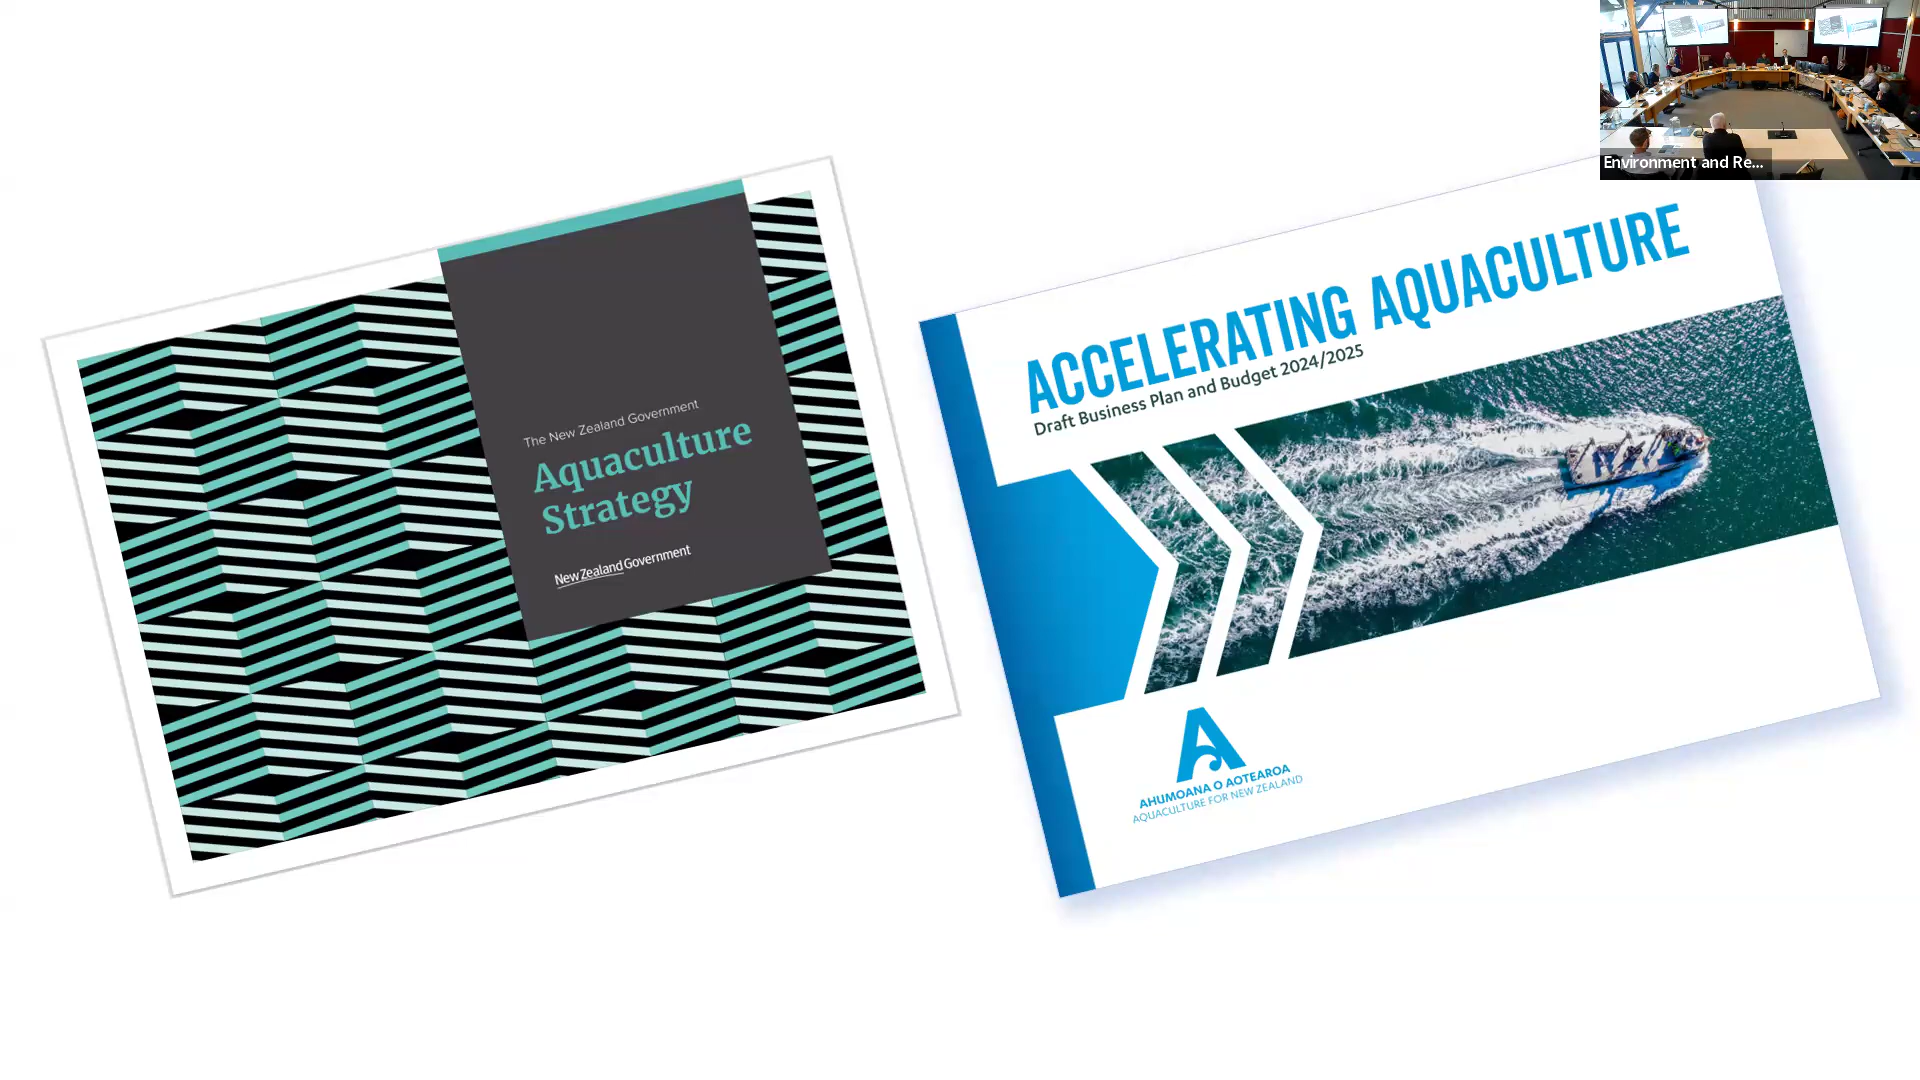 Environment and Re...
The New Zealand Government
Aquaculture
Strategy
New Zealand Government
ACCELERATING AQUACULTURE
Draft Business Plan and Budget 2024/2025
AHUMOANA O AOTEAROA
AQUACULTURE FOR NEW ZEALAND